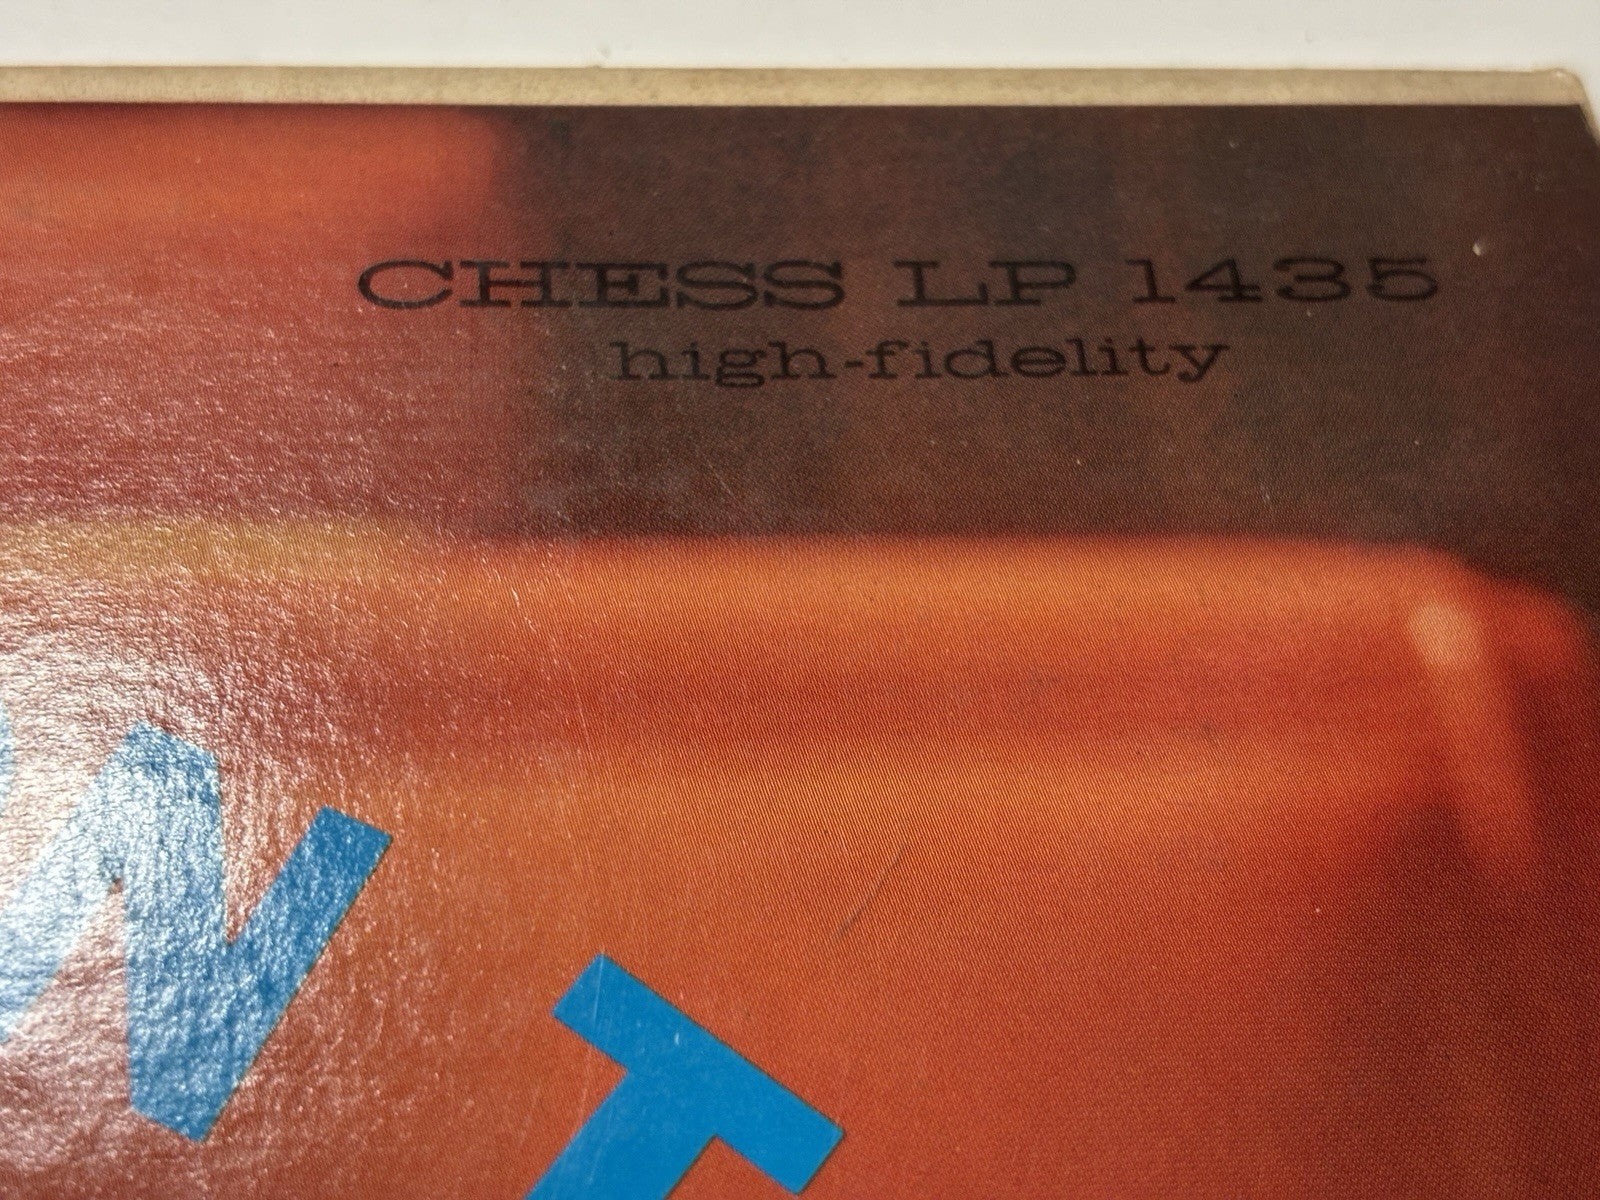 CHESS LP 1435
high-fidelity
N T